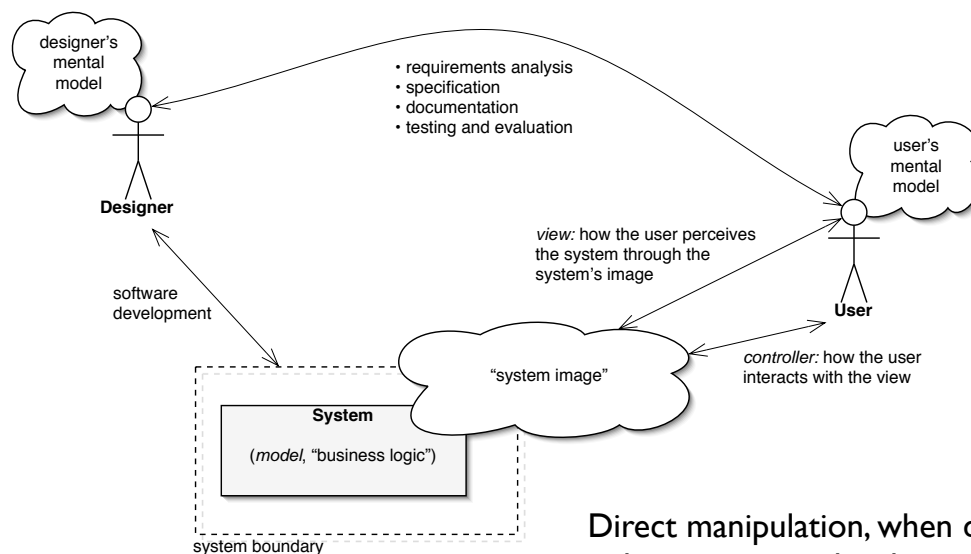 designer's
mental
model
• requirements analysis
• specification
• documentation
• testing and evaluation
user's
mental
model
Designer
view: how the user perceives
the system through the
system's image
software
development
User
"system image"
controller: how the user
interacts with the view
System
(model, "business logic")
Direct manipulation, when
system boundary